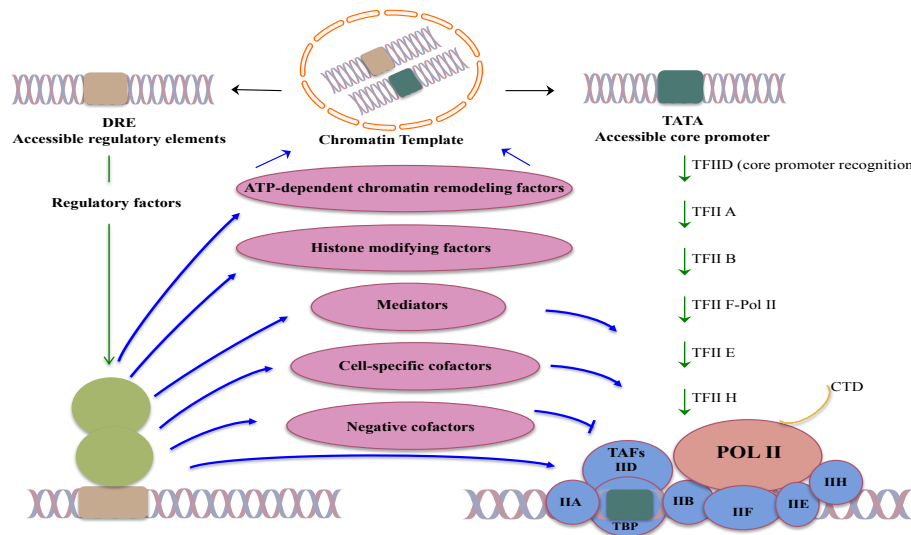 DRE
Accessible regulatory elements
Chromatin Template
TATA
Accessible core promoter
Regulatory factors
ATP-dependent chromatin remodeling factors
Histone modifying factors
Mediators
Cell-specific cofactors
Negative cofactors
TFIID (core promoter recognition
TFII A
TFII B
TFII F-Pol II
TFII E
TFII H
CTD
POL II
TAFs
IID
IIA
TBP
IIB
IIF
IIE
IIH